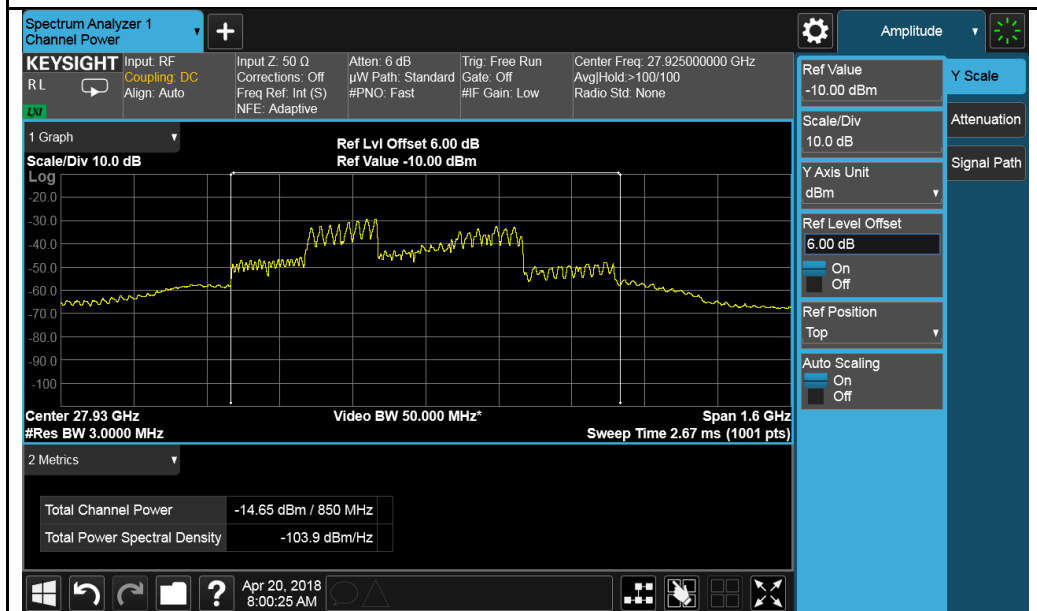 Spectrum Analyzer 1
Channel Power
+
Amplitude
KEYSIGHT
R L
LXI
Input: RF
Coupling: DC
Align: Auto
Input Z: 50 Ω
Corrections: Off
Freq Ref: Int (S)
NFE: Adaptive
Atten: 6 dB
µW Path: Standard
#PNO: Fast
Trig: Free Run
Gate: Off
#IF Gain: Low
Center Freq: 27.925000000 GHz
Avg|Hold:>100/100
Radio Std: None
1 Graph
Scale/Div 10.0 dB
Ref Lvl Offset 6.00 dB
Ref Value -10.00 dBm
Log
-20.0
-30.0
-40.0
-50.0
-60.0
-70.0
-80.0
-90.0
-100
Center 27.93 GHz
#Res BW 3.0000 MHz
Video BW 50.000 MHz*
Span 1.6 GHz
Sweep Time 2.67 ms (1001 pts)
2 Metrics
Total Channel Power -14.65 dBm / 850 MHz
Total Power Spectral Density -103.9 dBm/Hz
Ref Value
-10.00 dBm
Scale/Div
10.0 dB
Y Axis Unit
dBm
Ref Level Offset
6.00 dB
On
Off
Ref Position
Top
Auto Scaling
On
Off
Y Scale
Attenuation
Signal Path
?
Apr 20, 2018
8:00:25 AM